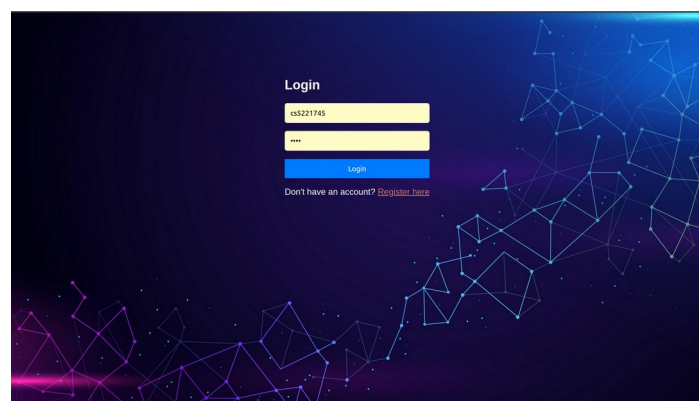 Login
cs5221745
••••
Login
Don't have an account? Register here